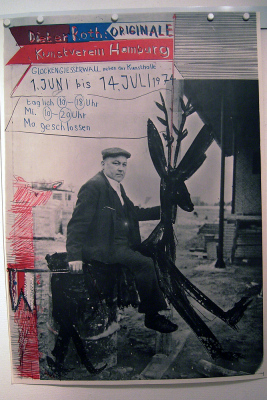 Dieter Roth: ORIGINALE
Kunstverein Hamburg
GLOCKENGIESSERWALL neben der Kunsthalle
1. JUNI bis 14. JULI 1974
täglich (10)–(18) Uhr
Mi. (10)–(20) Uhr
Mo geschlossen